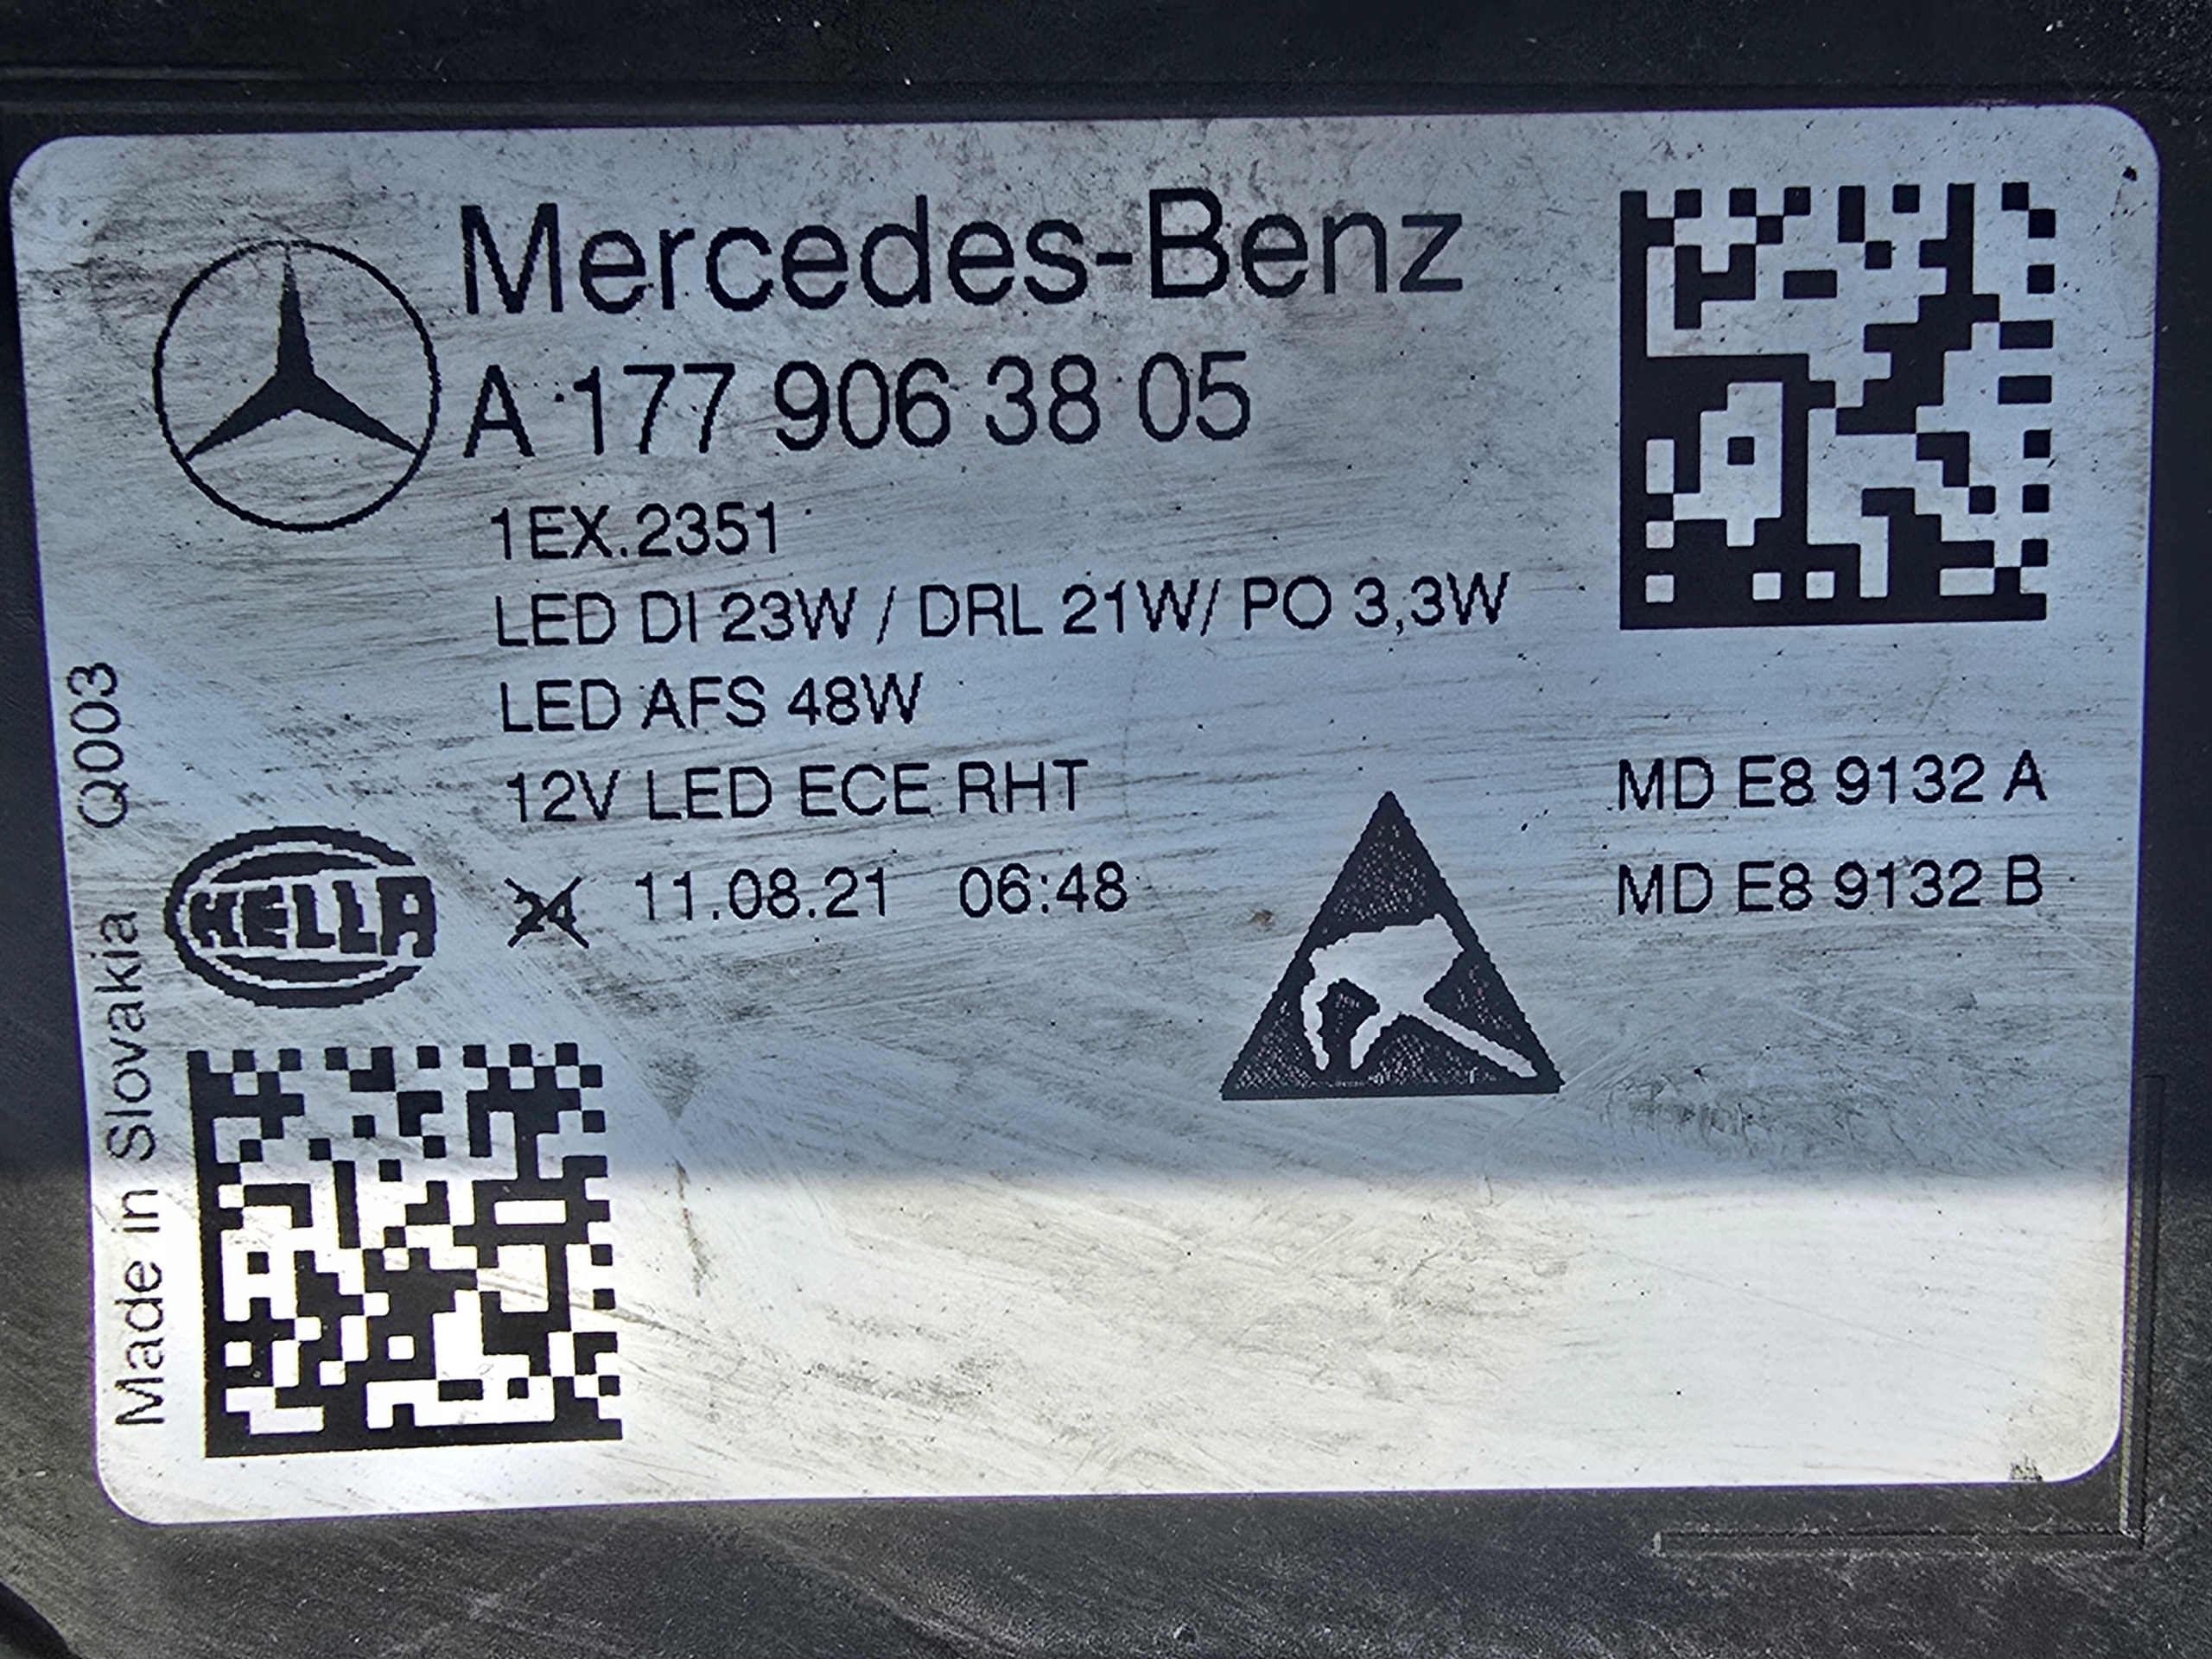 Mercedes-Benz
A 177 906 38 05
1EX.2351
LED DI 23W / DRL 21W/ PO 3,3W
LED AFS 48W
12V LED ECE RHT
MD E8 9132 A
HELLA
24 11.08.21 06:48
MD E8 9132 B
Made in Slovakia Q003